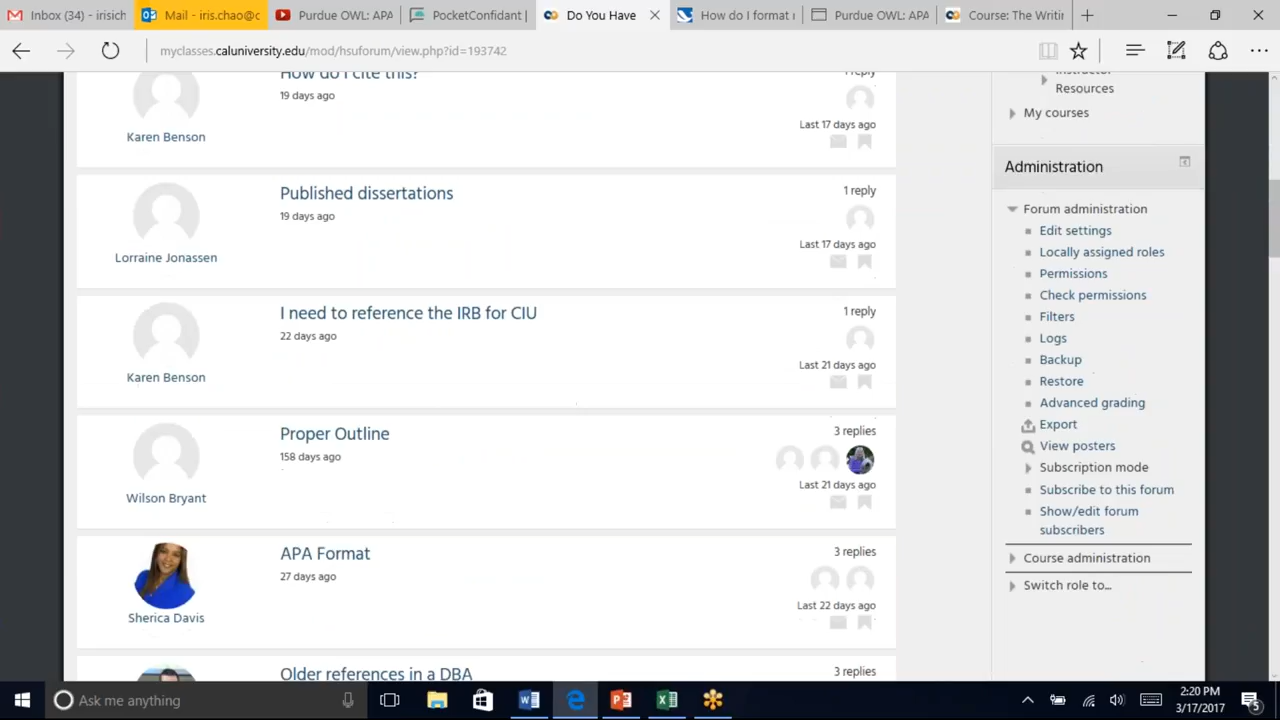 Inbox (34) - irisich
Mail - iris.chao@c
Purdue OWL: APA
PocketConfidant |
Do You Have
How do I format
Purdue OWL: APA
Course: The Writin
myclasses.caluniversity.edu/mod/hsuforum/view.php?id=193742
How do I cite this?
19 days ago
Karen Benson
1 reply
Last 17 days ago
Published dissertations
19 days ago
Lorraine Jonassen
1 reply
Last 17 days ago
I need to reference the IRB for CIU
22 days ago
Karen Benson
1 reply
Last 21 days ago
Proper Outline
158 days ago
Wilson Bryant
3 replies
Last 21 days ago
APA Format
27 days ago
Sherica Davis
3 replies
Last 22 days ago
Older references in a DBA
3 replies
Instructor
Resources
My courses
Administration
Forum administration
Edit settings
Locally assigned roles
Permissions
Check permissions
Filters
Logs
Backup
Restore
Advanced grading
Export
View posters
Subscription mode
Subscribe to this forum
Show/edit forum
subscribers
Course administration
Switch role to...
Ask me anything
2:20 PM
3/17/2017
5